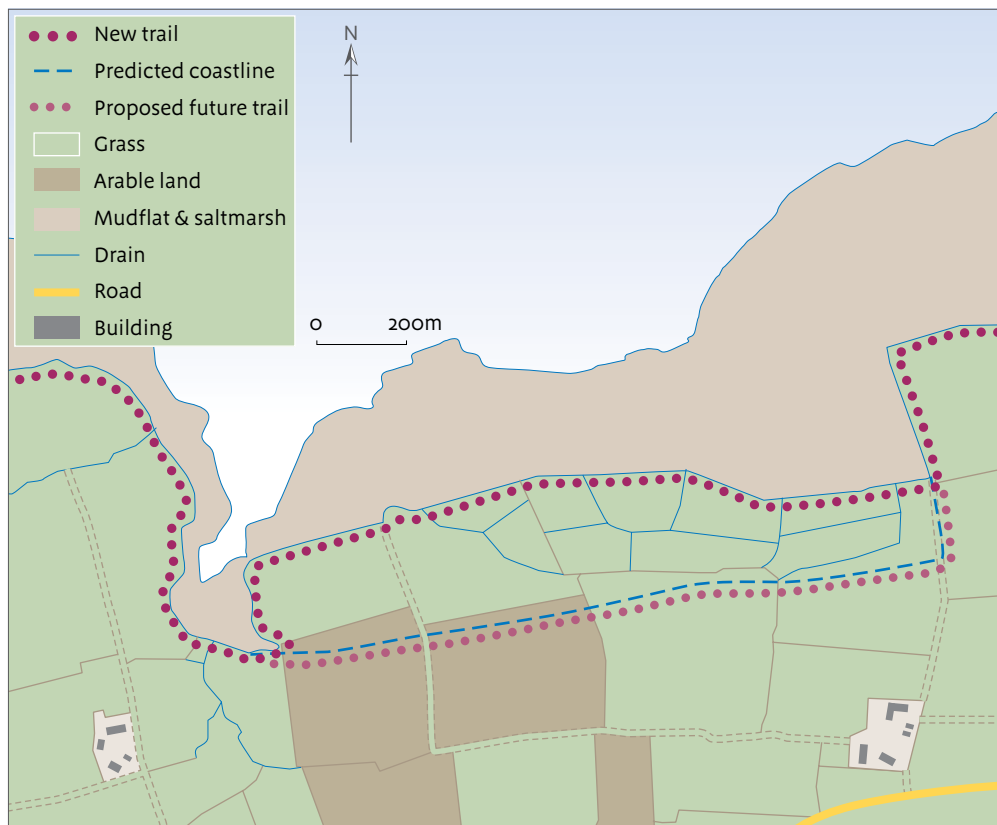 New trail
Predicted coastline
Proposed future trail
Grass
Arable land
Mudflat & saltmarsh
Drain
Road
Building
N
0 200m